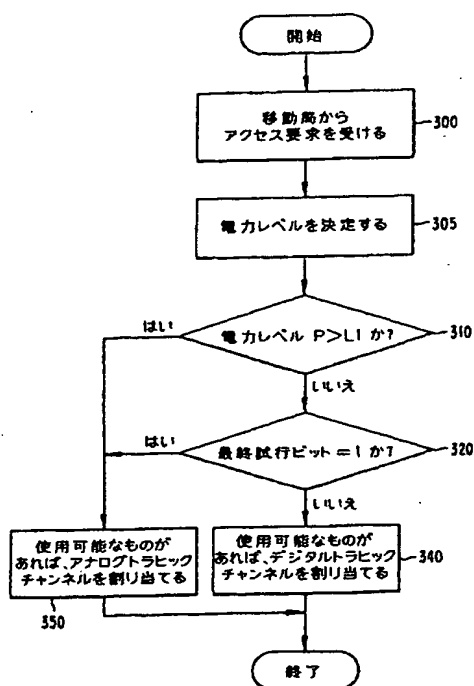 開始
移動局から
アクセス要求を受ける
300
電力レベルを決定する
305
電力レベル P>L1か?
310
はい
いいえ
最終試行ビット=1か?
320
はい
いいえ
使用可能なものが
あれば、アナログトラヒック
チャンネルを割り当てる
350
使用可能なものが
あれば、デジタルトラヒック
チャンネルを割り当てる
340
終了